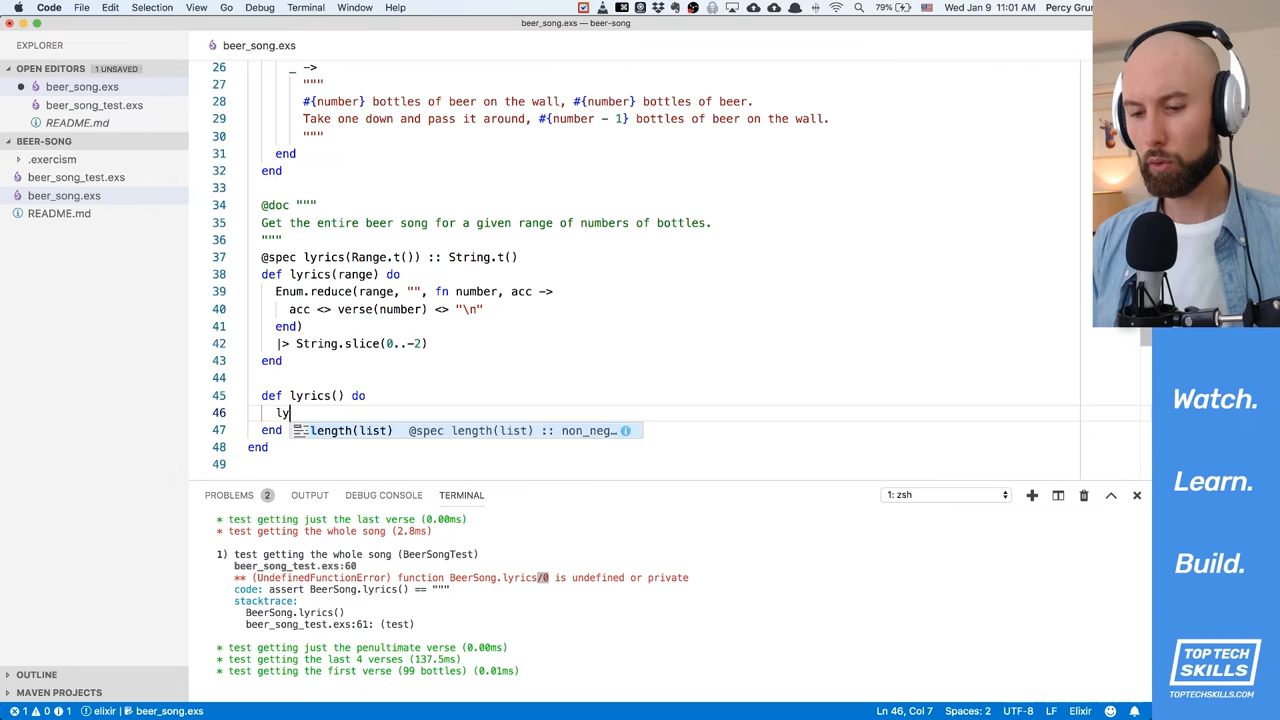 Code File Edit Selection View Go Debug Terminal Window Help
79% Wed Jan 9 11:01 AM Percy Grun
beer_song.exs — beer-song
EXPLORER
OPEN EDITORS 1 UNSAVED
beer_song.exs
beer_song_test.exs
README.md
BEER-SONG
.exercism
beer_song_test.exs
beer_song.exs
README.md
OUTLINE
MAVEN PROJECTS
beer_song.exs
26 _ ->
27 """
28 #{number} bottles of beer on the wall, #{number} bottles of beer.
29 Take one down and pass it around, #{number - 1} bottles of beer on the wall.
30 """
31 end
32 end
33
34 @doc """
35 Get the entire beer song for a given range of numbers of bottles.
36 """
37 @spec lyrics(Range.t()) :: String.t()
38 def lyrics(range) do
39 Enum.reduce(range, "", fn number, acc ->
40 acc <> verse(number) <> "\n"
41 end)
42 |> String.slice(0..-2)
43 end
44
45 def lyrics() do
46 ly
47 end
length(list) @spec length(list) :: non_neg…
48 end
49
PROBLEMS 2 OUTPUT DEBUG CONSOLE TERMINAL 1: zsh
* test getting just the last verse (0.00ms)
* test getting the whole song (2.8ms)
1) test getting the whole song (BeerSongTest)
beer_song_test.exs:60
** (UndefinedFunctionError) function BeerSong.lyrics/0 is undefined or private
code: assert BeerSong.lyrics() == """
stacktrace:
BeerSong.lyrics()
beer_song_test.exs:61: (test)
* test getting just the penultimate verse (0.00ms)
* test getting the last 4 verses (137.5ms)
* test getting the first verse (99 bottles) (0.01ms)
1 0 1 elixir beer_song.exs Ln 46, Col 7 Spaces: 2 UTF-8 LF Elixir
Watch.
Learn.
Build.
TOP TECH
SKILLS
TOPTECHSKILLS.COM